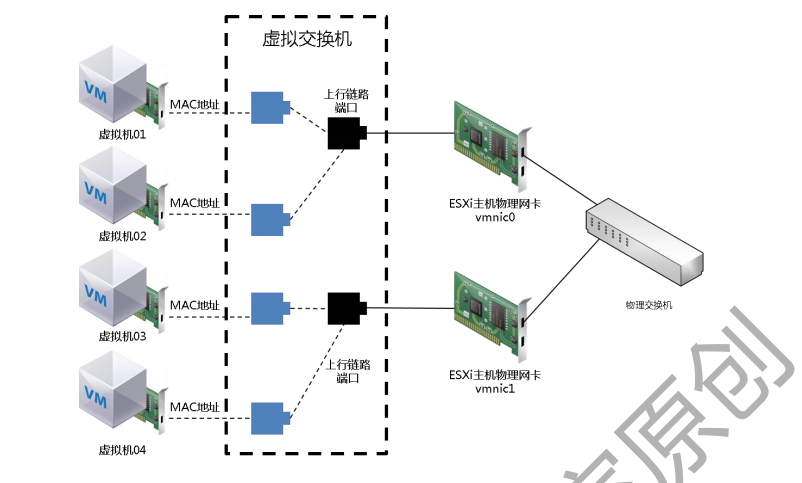 虚拟交换机
VM
MAC地址
虚拟机01
上行链路
端口
VM
MAC地址
虚拟机02
ESXi主机物理网卡
vmnic0
VM
MAC地址
虚拟机03
物理交换机
上行链路
端口
ESXi主机物理网卡
vmnic1
VM
MAC地址
虚拟机04
原创